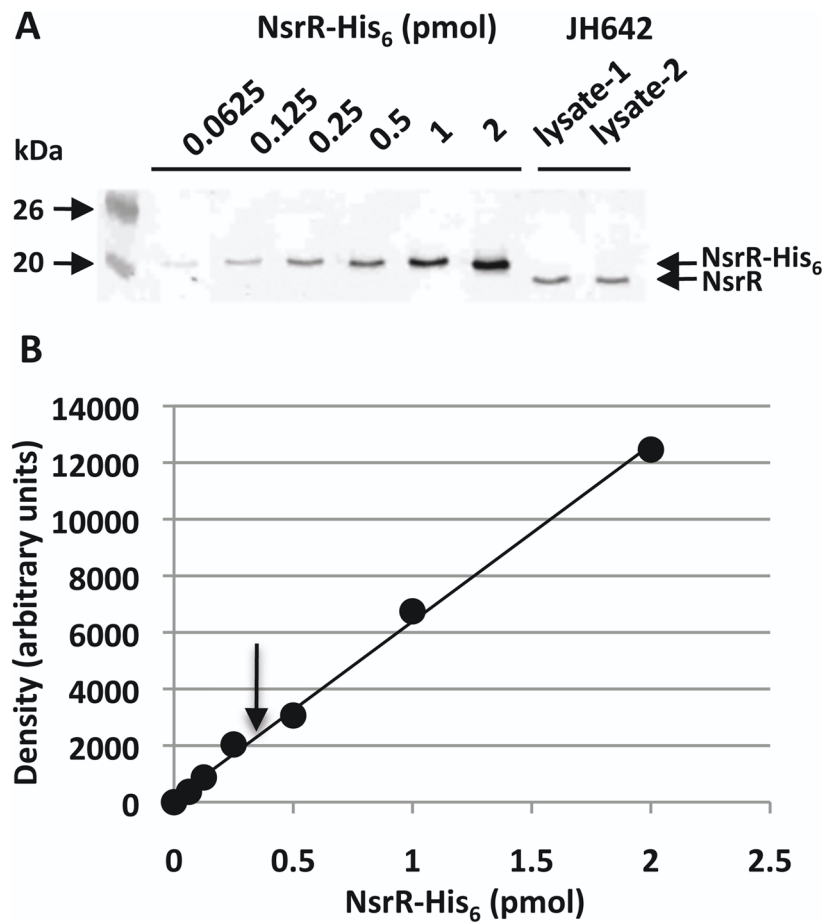 A
NsrR-His6 (pmol) JH642
0.0625 0.125 0.25 0.5 1 2 lysate-1 lysate-2
kDa
26
20
NsrR-His6
NsrR
B
14000
12000
10000
8000
6000
4000
2000
0
Density (arbitrary units)
0 0.5 1 1.5 2 2.5
NsrR-His6 (pmol)